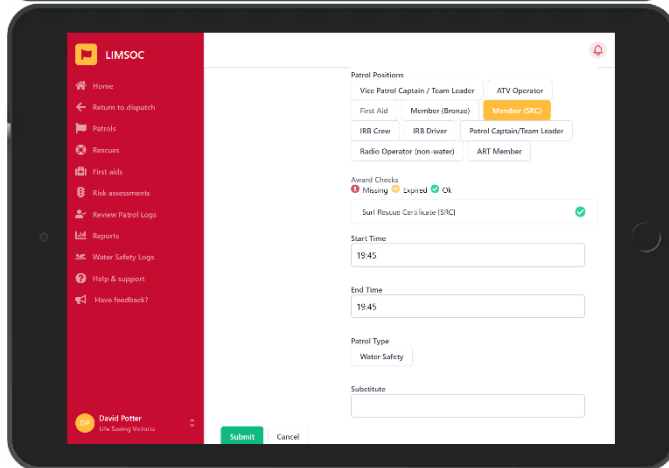 LIMSOC
Home
Return to dispatch
Patrols
Rescues
First aids
Risk assessments
Review Patrol Logs
Reports
Water Safety Logs
Help & support
Have feedback?
DP
David Potter
Life Saving Victoria
Patrol Positions
Vice Patrol Captain / Team Leader ATV Operator
First Aid Member (Bronze) Member (SRC)
IRB Crew IRB Driver Patrol Captain/Team Leader
Radio Operator (non-water) ART Member
Award Checks
Missing Expired Ok
Surf Rescue Certificate (SRC)
Start Time
19:45
End Time
19:45
Patrol Type
Water Safety
Substitute
Submit Cancel